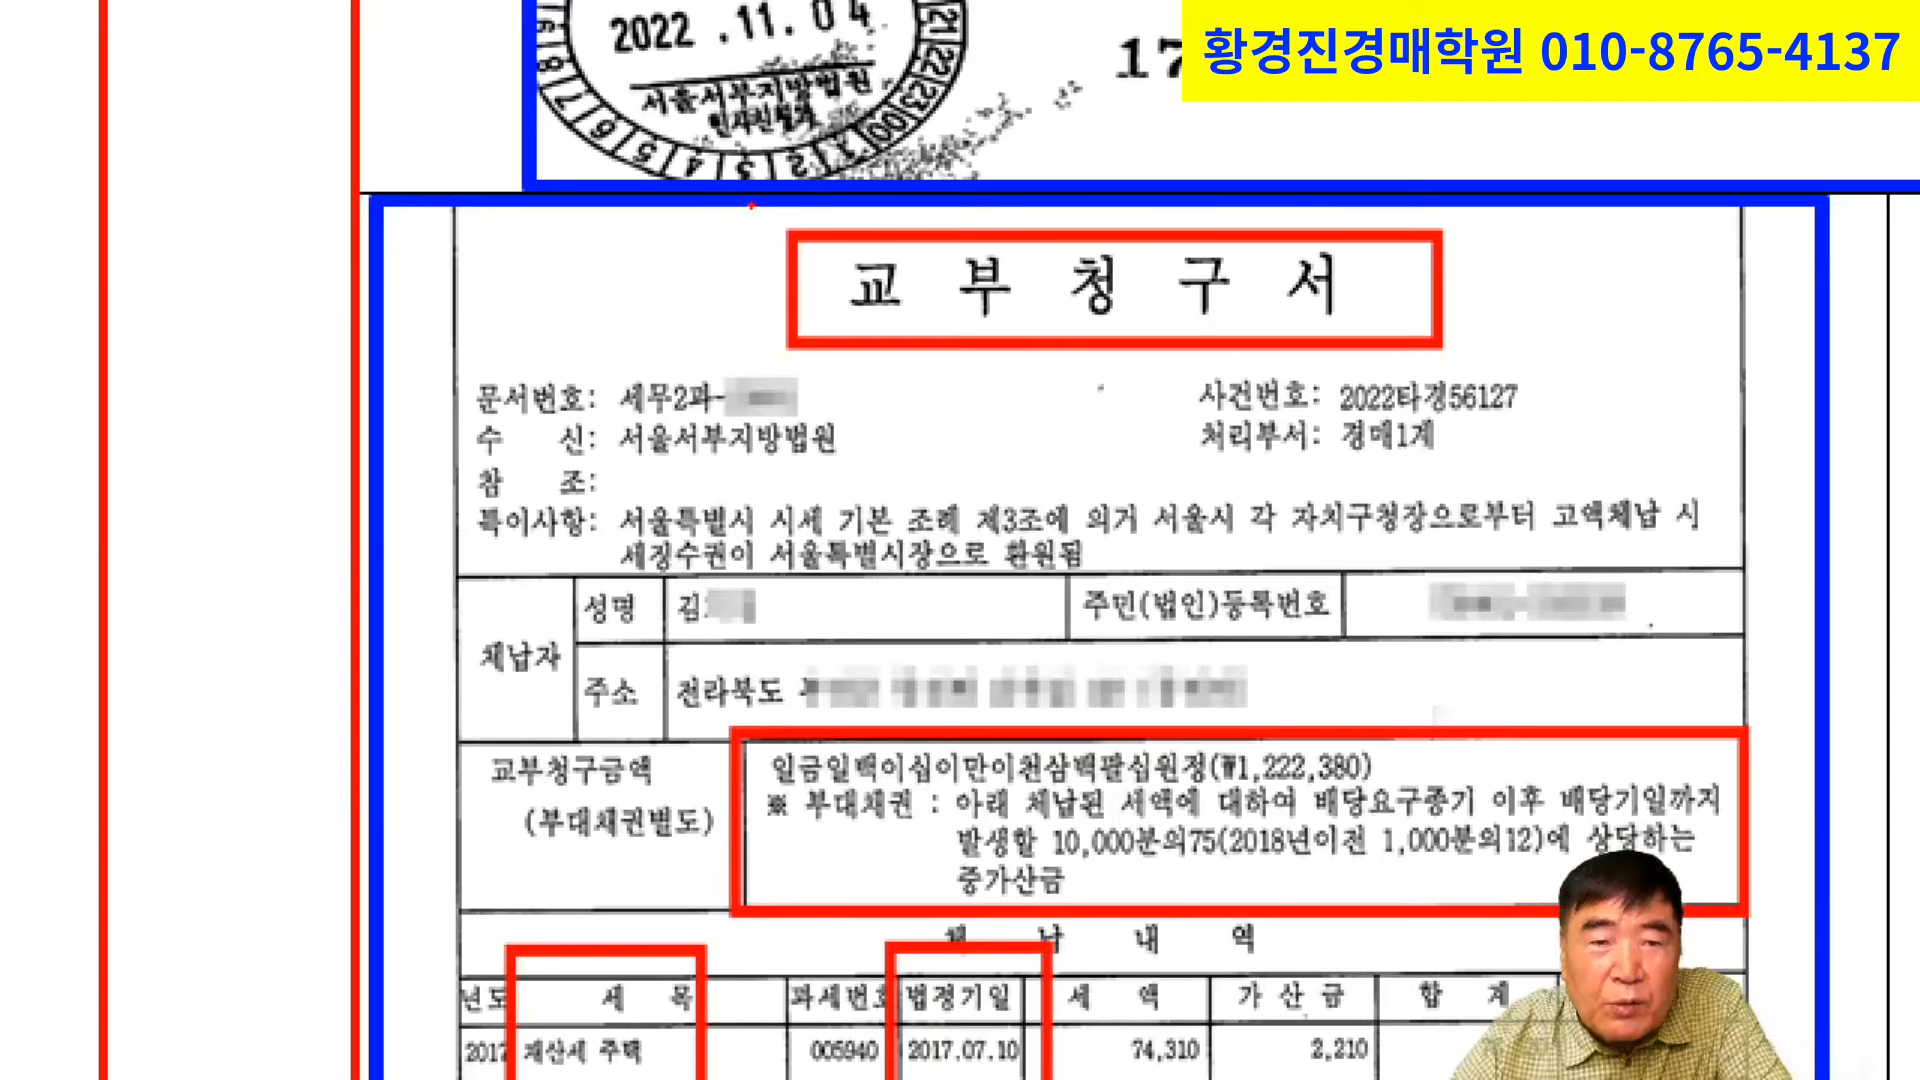 황경진경매학원 010-8765-4137
2022 .11. 04
서울서부지방법원
17
교 부 청 구 서
문서번호: 세무2과-
사건번호: 2022타경56127
수 신: 서울서부지방법원
처리부서: 경매1계
참 조:
특이사항: 서울특별시 시세 기본 조례 제3조에 의거 서울시 각 자치구청장으로부터 고액체납 시
세징수권이 서울특별시장으로 환원됨
체납자
성명
김
주민(법인)등록번호
주소
전라북도
교부청구금액
(부대채권별도)
일금일백이십이만이천삼백팔십원정(₩1,222,380)
※ 부대채권 : 아래 체납된 세액에 대하여 배당요구종기 이후 배당기일까지
발생할 10,000분의75(2018년이전 1,000분의12)에 상당하는
중가산금
체 납 내 역
년도 세 목 과세번호 법정기일 세 액 가 산 금 합 계
2017 재산세 주택 005940 2017.07.10 74,310 2,210